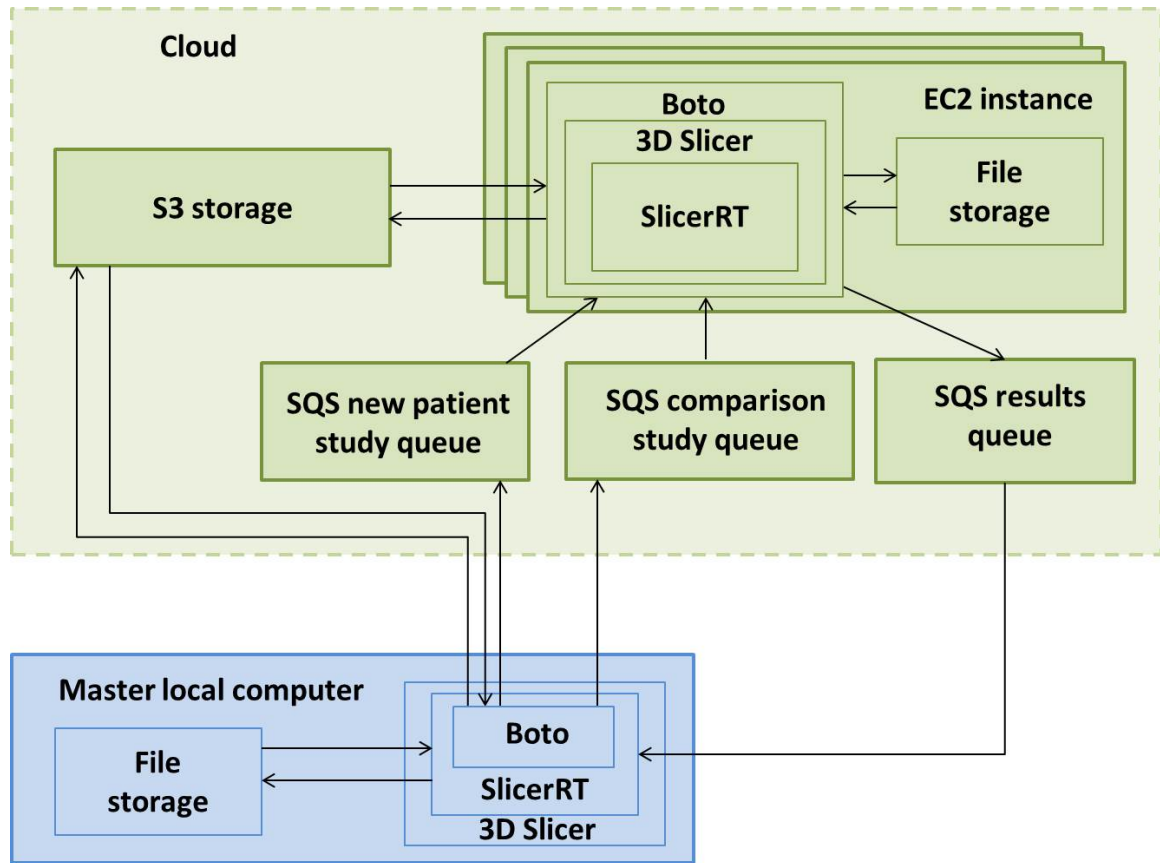 Cloud
Boto
EC2 instance
3D Slicer
SlicerRT
File
storage
S3 storage
SQS new patient
study queue
SQS comparison
study queue
SQS results
queue
Master local computer
File
storage
Boto
SlicerRT
3D Slicer